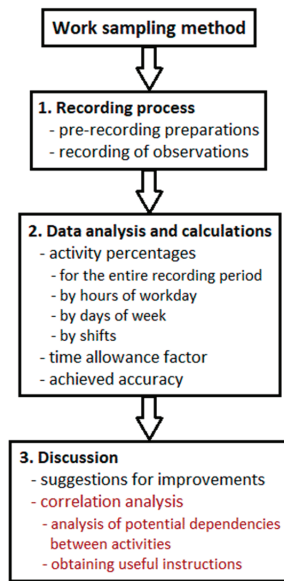 Work sampling method
1. Recording process
- pre-recording preparations
- recording of observations
2. Data analysis and calculations
- activity percentages
- for the entire recording period
- by hours of workday
- by days of week
- by shifts
- time allowance factor
- achieved accuracy
3. Discussion
- suggestions for improvements
- correlation analysis
- analysis of potential dependencies
between activities
- obtaining useful instructions